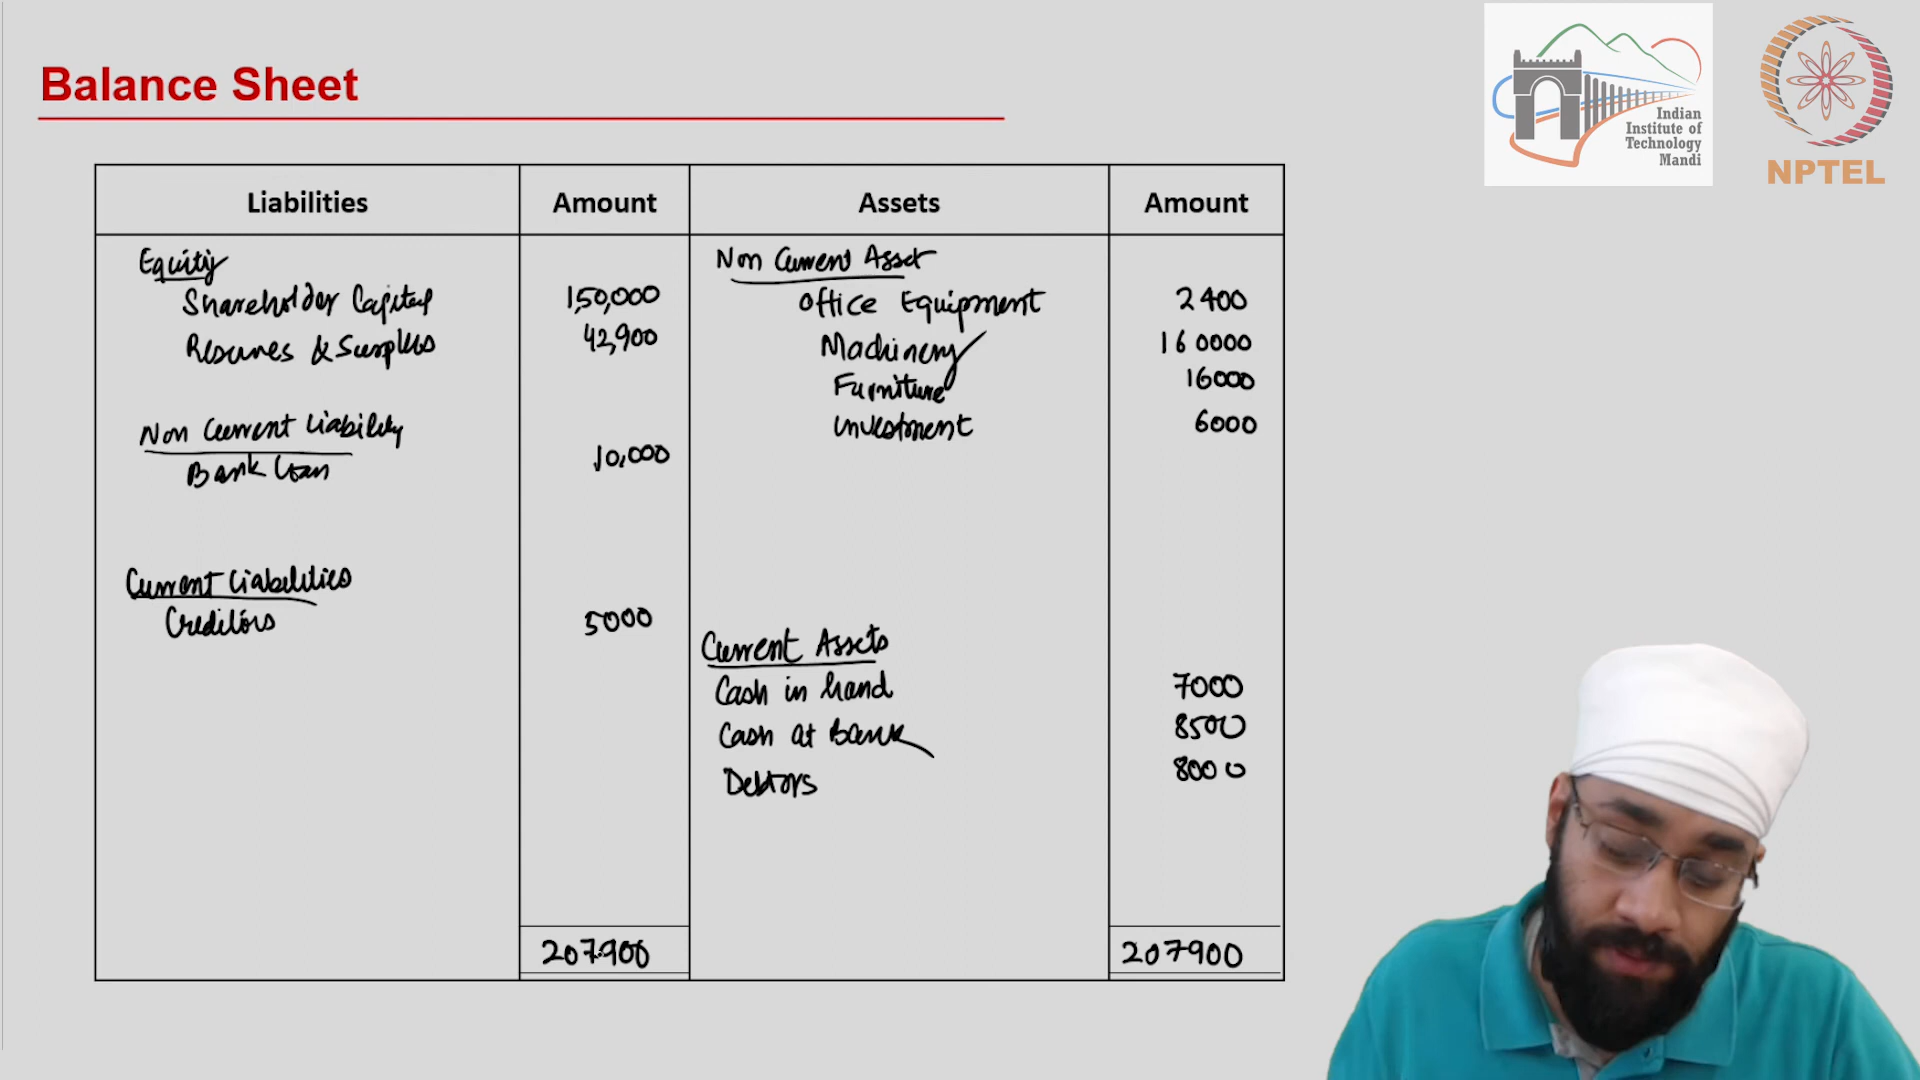 Balance Sheet
Indian
Institute of
Technology
Mandi
NPTEL
Liabilities Amount Assets Amount
Equity Non Current Asset
Shareholder Capital 1,50,000 Office Equipment 2400
Reserves & Surplus 42,900 Machinery 160000
Furniture 16000
Non Current Liability Investment 6000
Bank Loan 10,000
Current Liabilities
Creditors 5000
Current Assets
Cash in hand 7000
Cash at Bank 8500
Debtors 8000
207900 207900